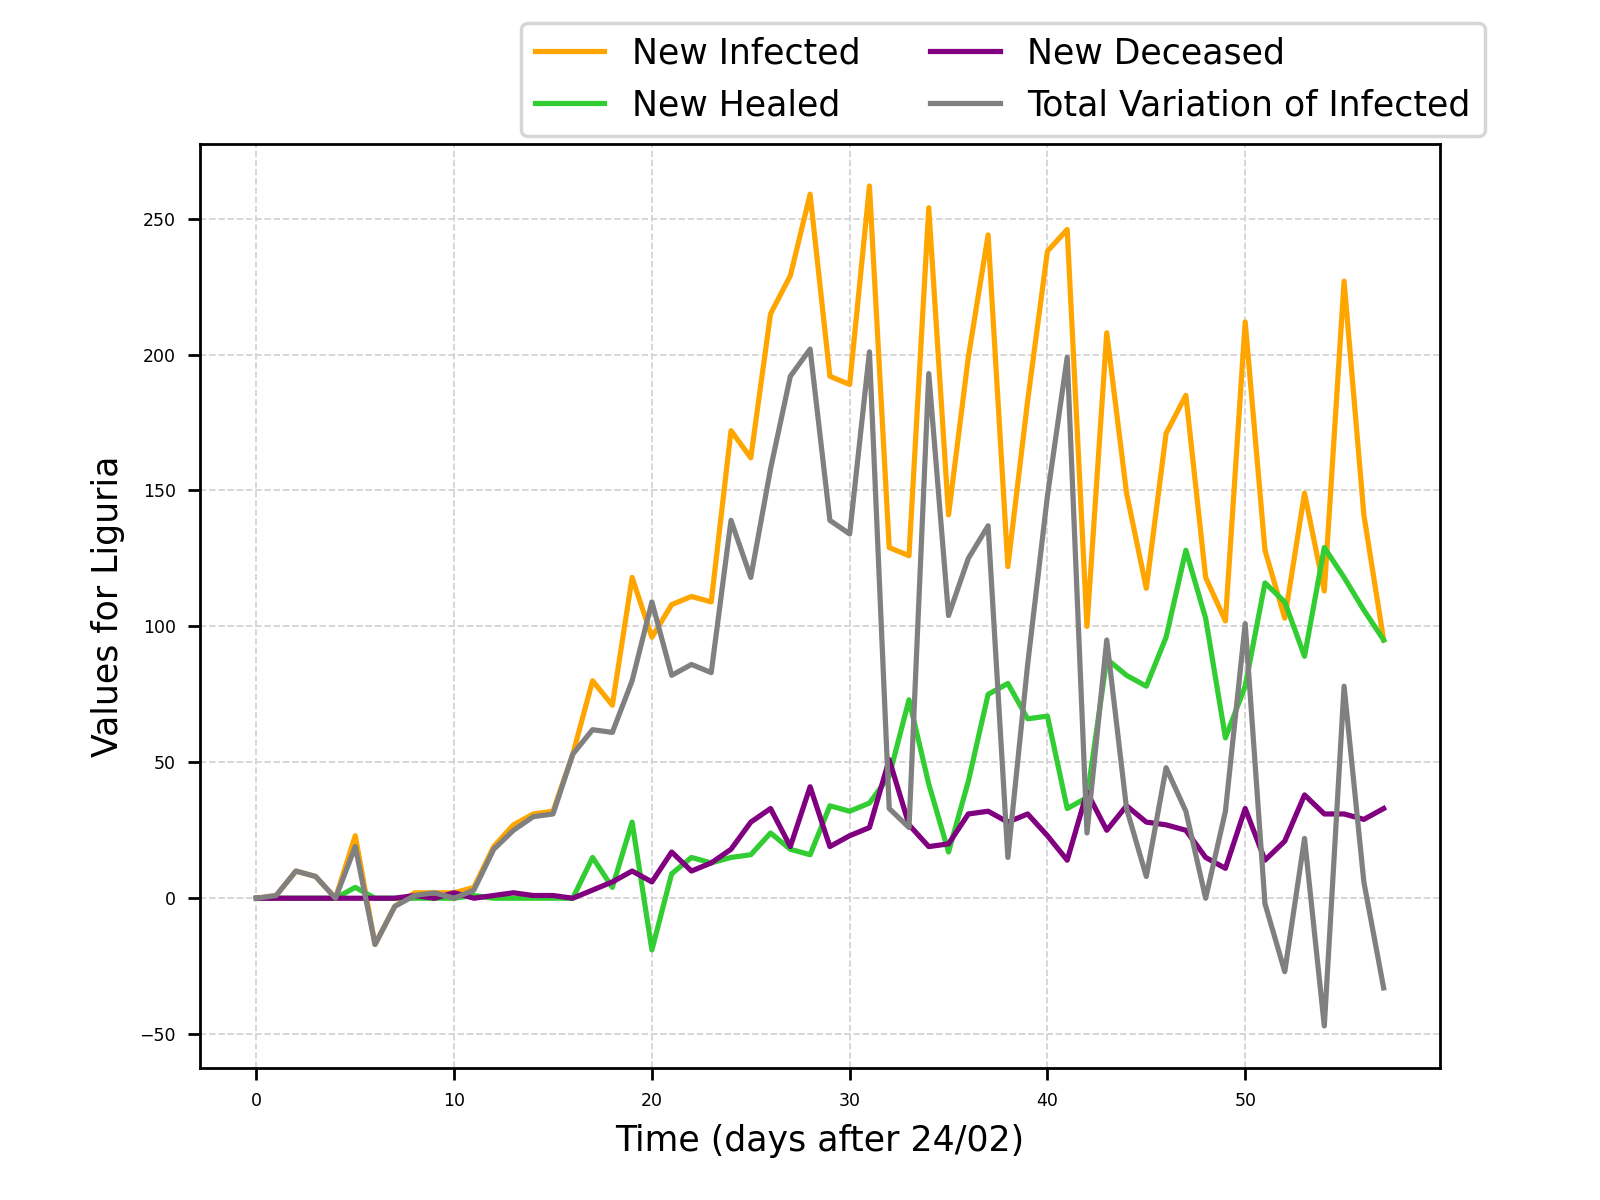 New Infected
New Healed
New Deceased
Total Variation of Infected
Values for Liguria
250
200
150
100
50
0
−50
0 10 20 30 40 50
Time (days after 24/02)